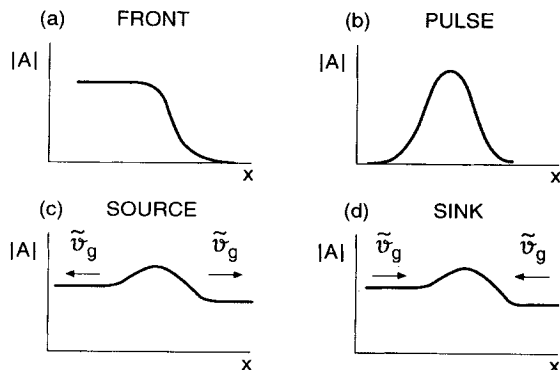 (a) FRONT
|A|
x
(b) PULSE
|A|
x
(c) SOURCE
|A|
ṽg ṽg
x
(d) SINK
|A|
ṽg ṽg
x